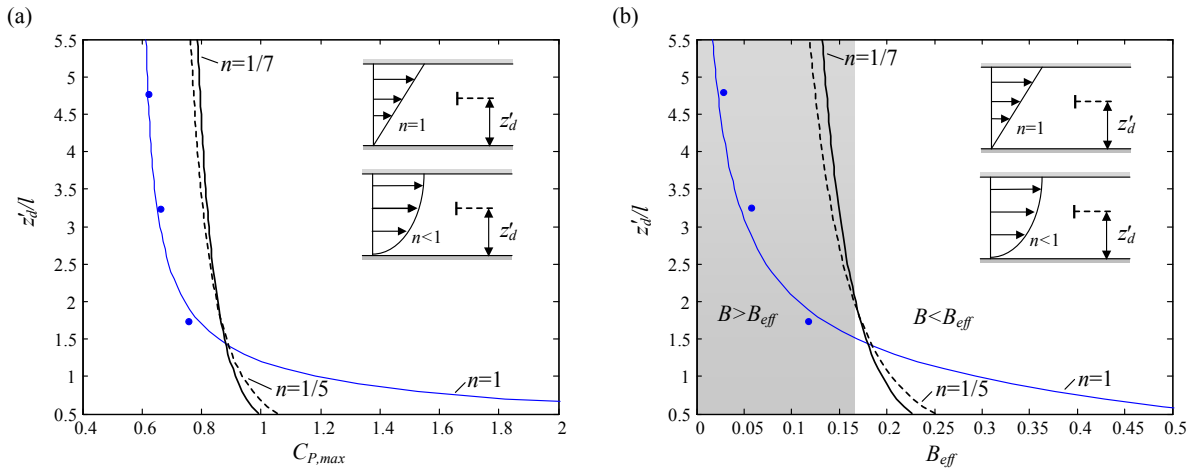 (a)
5.5
5
4.5
4
3.5
3
2.5
2
1.5
1
0.5
z′d/l
0.4
0.6
0.8
1
1.2
1.4
1.6
1.8
2
CP,max
n=1/7
n=1/5
n=1
n=1
z′d
n<1
z′d
(b)
5.5
5
4.5
4
3.5
3
2.5
2
1.5
1
0.5
z′d/l
0
0.05
0.1
0.15
0.2
0.25
0.3
0.35
0.4
0.45
0.5
Beff
n=1/7
n=1/5
n=1
B>Beff
B<Beff
n=1
z′d
n<1
z′d